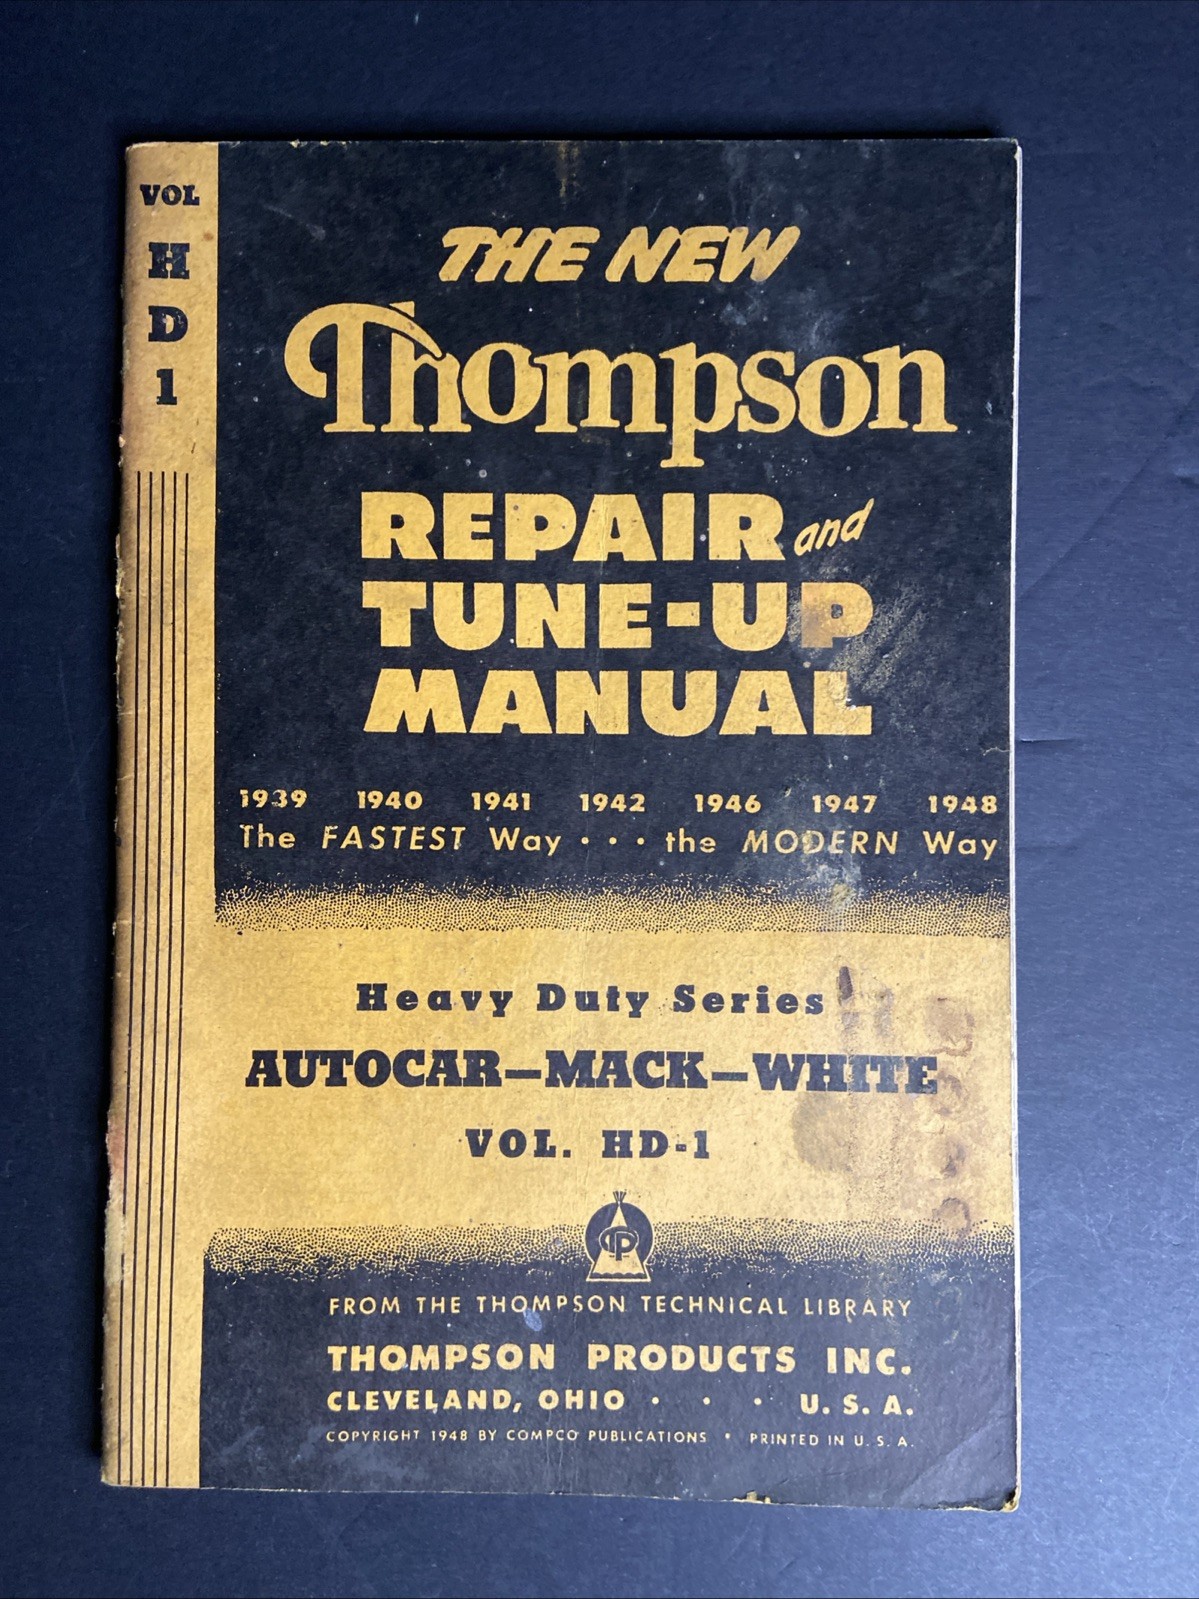 VOL
H
D
1
THE NEW
Thompson
REPAIR and
TUNE-UP
MANUAL
1939 1940 1941 1942 1946 1947 1948
The FASTEST Way · · · the MODERN Way
Heavy Duty Series
AUTOCAR—MACK—WHITE
VOL. HD-1
TP
FROM THE THOMPSON TECHNICAL LIBRARY
THOMPSON PRODUCTS INC.
CLEVELAND, OHIO · · · U. S. A.
COPYRIGHT 1948 BY COMPCO PUBLICATIONS • PRINTED IN U. S. A.